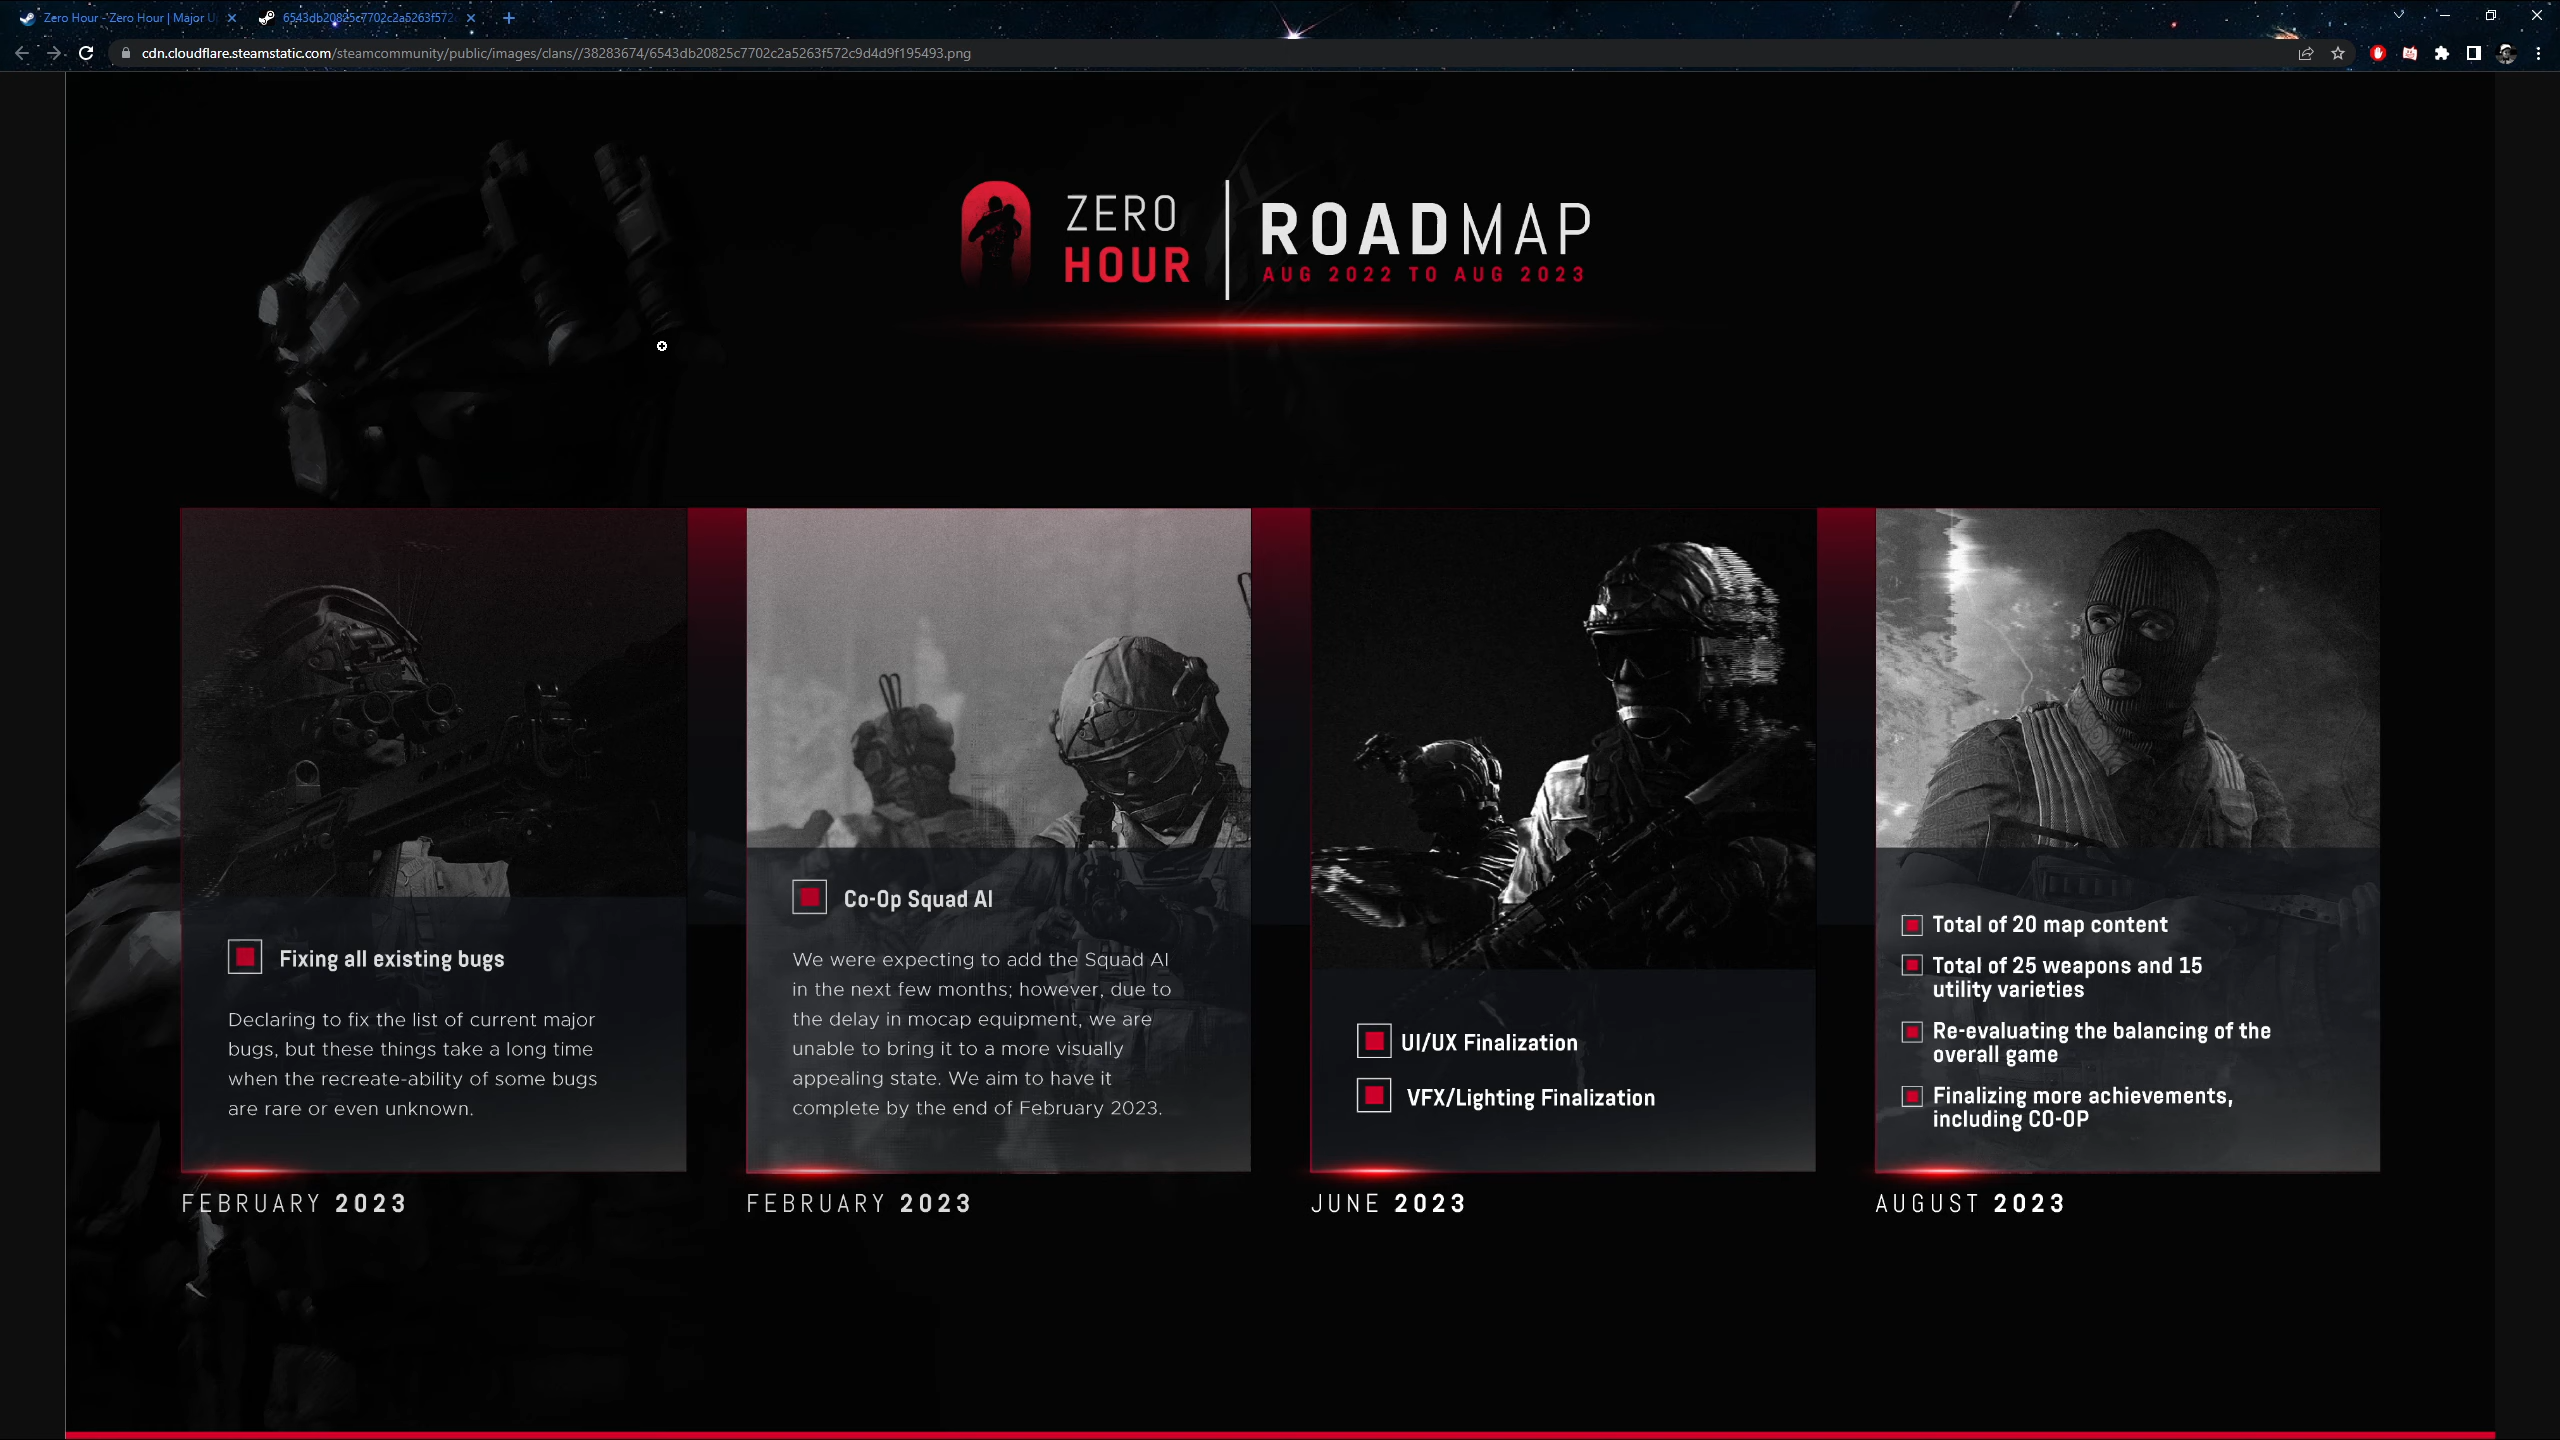 Zero Hour - 'Zero Hour | Major U
6543db20825c7702c2a5263f572
cdn.cloudflare.steamstatic.com/steamcommunity/public/images/clans//38283674/6543db20825c7702c2a5263f572c9d4d9f195493.png
ZERO
HOUR
ROADMAP
AUG 2022 TO AUG 2023
Fixing all existing bugs
Declaring to fix the list of current major
bugs, but these things take a long time
when the recreate-ability of some bugs
are rare or even unknown.
FEBRUARY 2023
Co-Op Squad AI
We were expecting to add the Squad AI
in the next few months; however, due to
the delay in mocap equipment, we are
unable to bring it to a more visually
appealing state. We aim to have it
complete by the end of February 2023.
FEBRUARY 2023
UI/UX Finalization
VFX/Lighting Finalization
JUNE 2023
Total of 20 map content
Total of 25 weapons and 15
utility varieties
Re-evaluating the balancing of the
overall game
Finalizing more achievements,
including CO-OP
AUGUST 2023